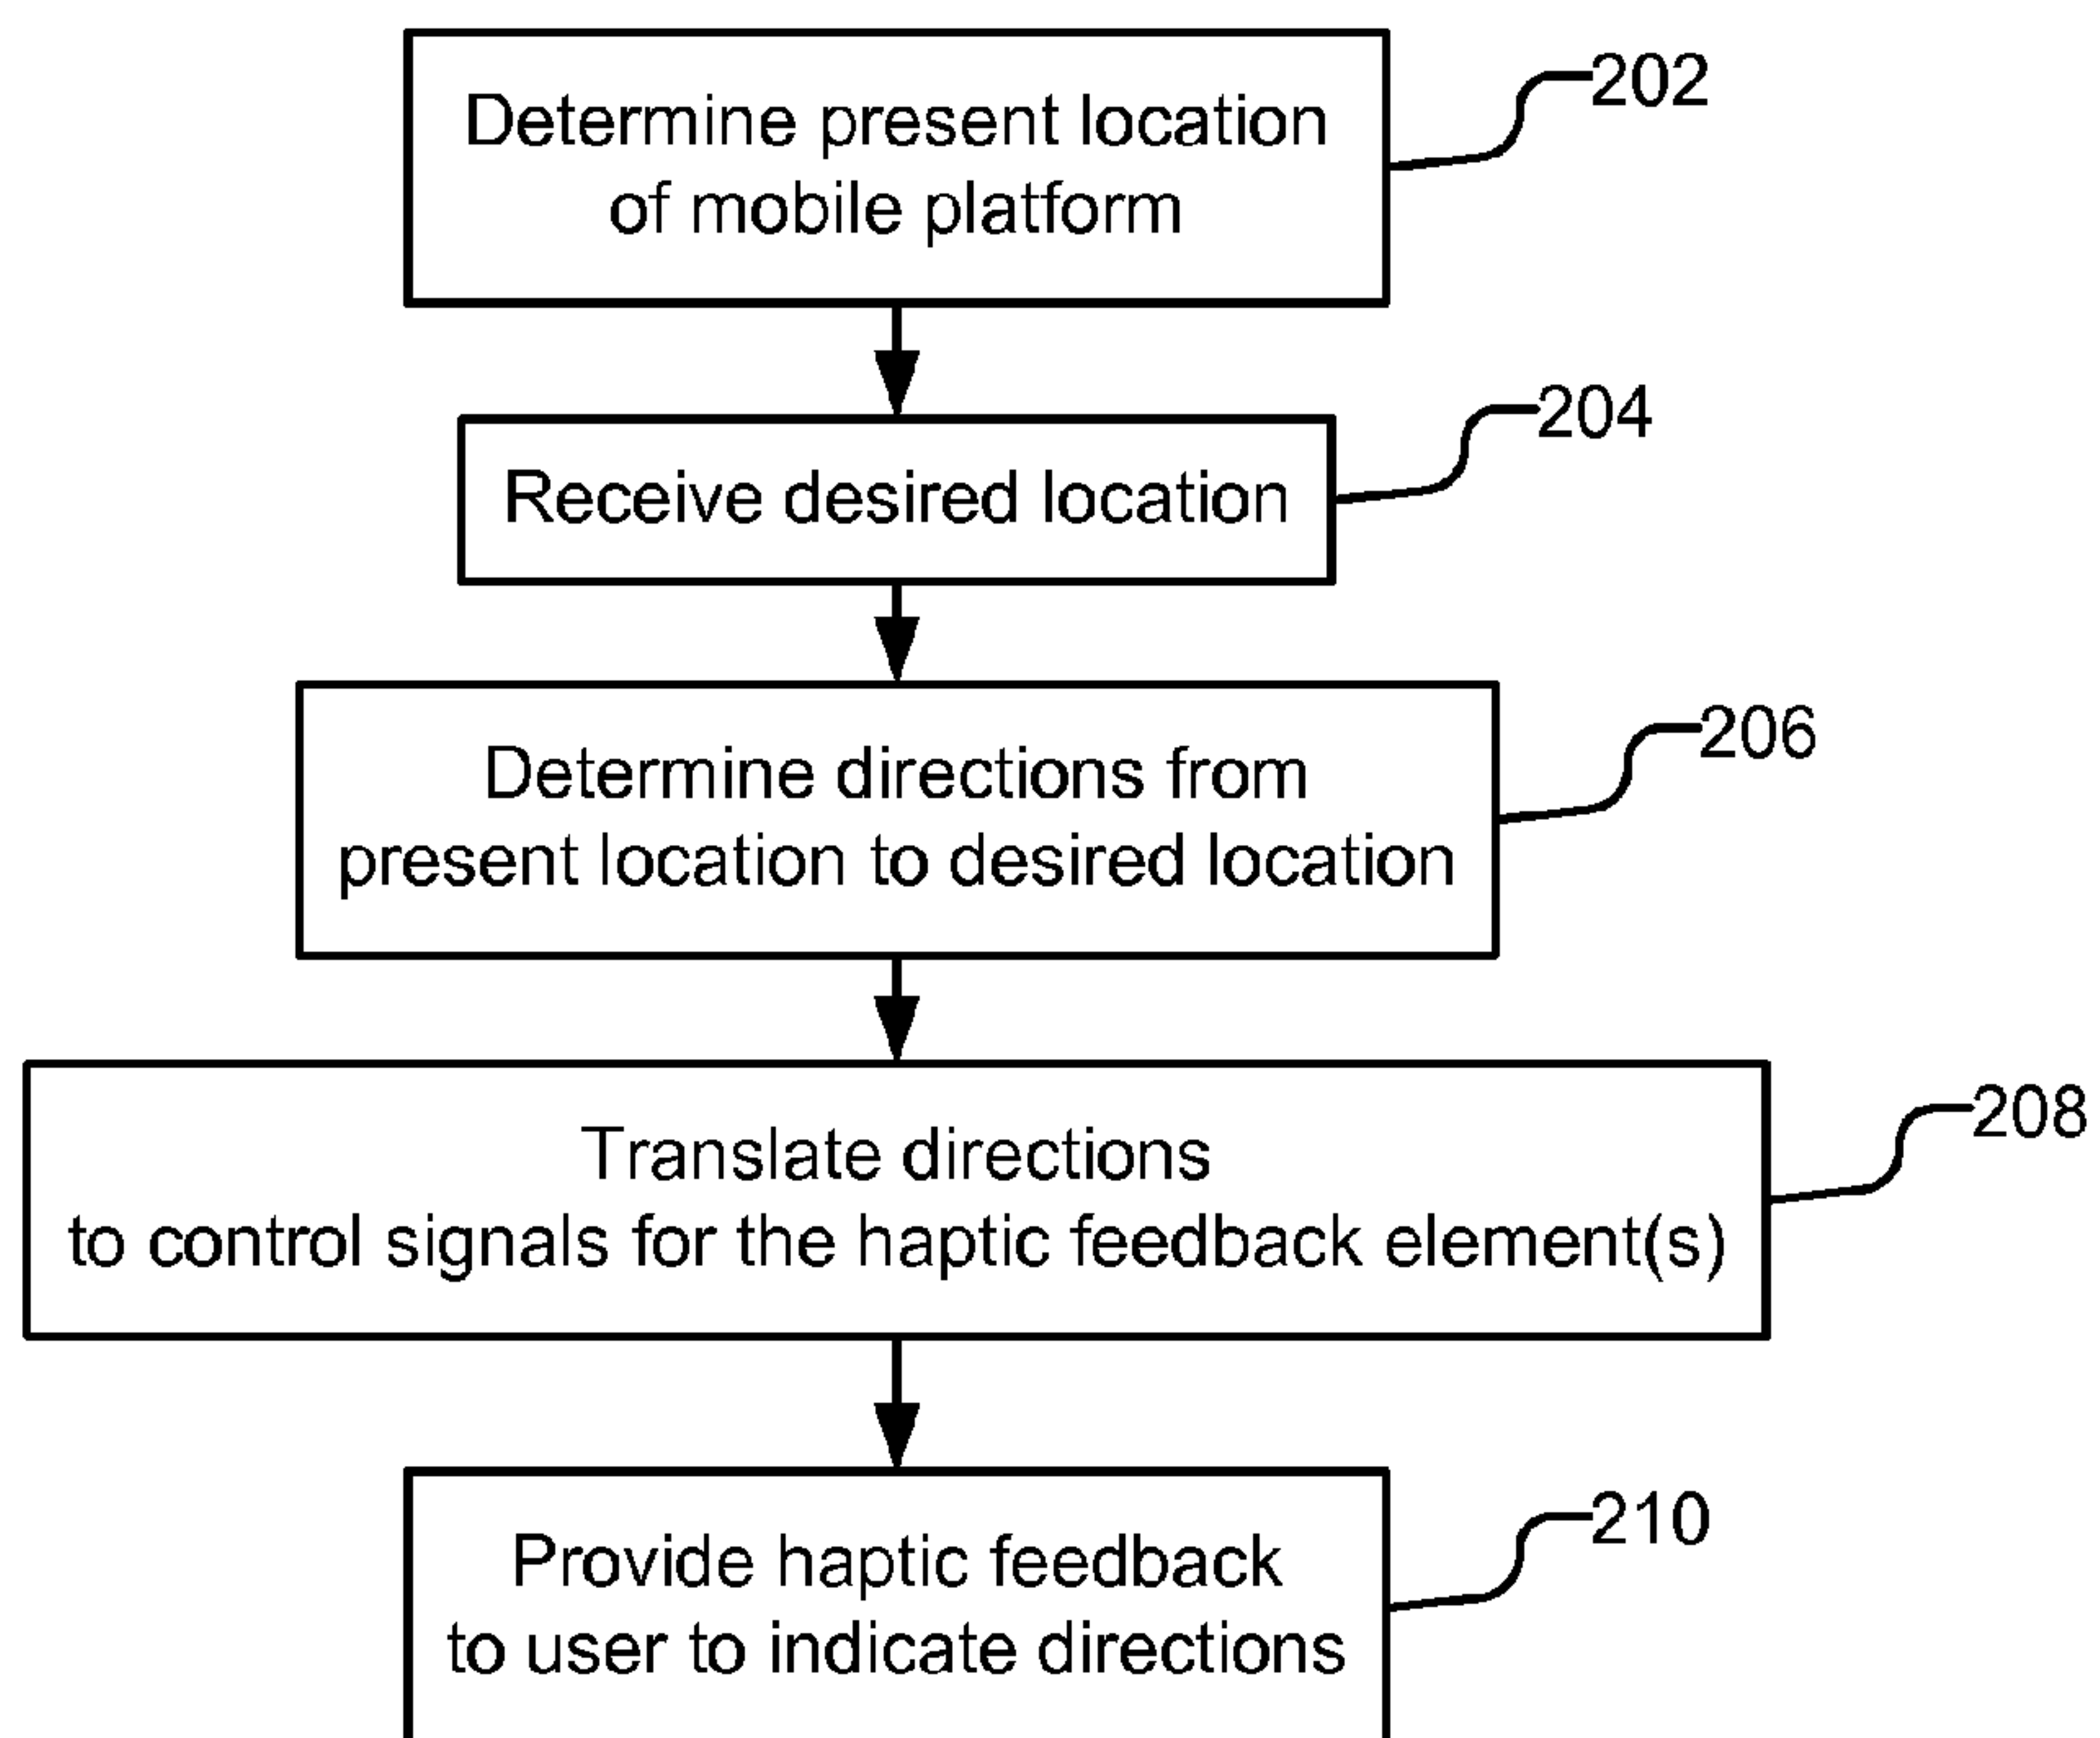 Determine present location
of mobile platform
202
Receive desired location
204
Determine directions from
present location to desired location
206
Translate directions
to control signals for the haptic feedback element(s)
208
Provide haptic feedback
to user to indicate directions
210